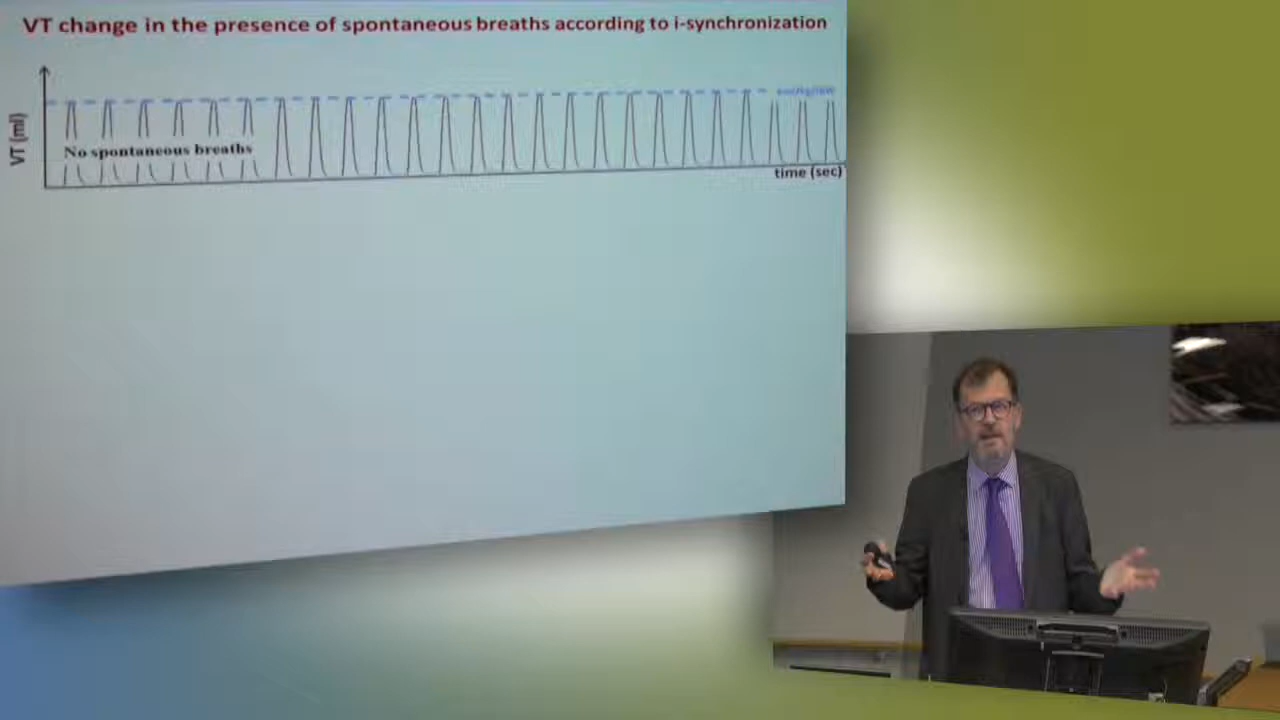 VT change in the presence of spontaneous breaths according to i-synchronization
VT (ml)
No spontaneous breaths
time (sec)